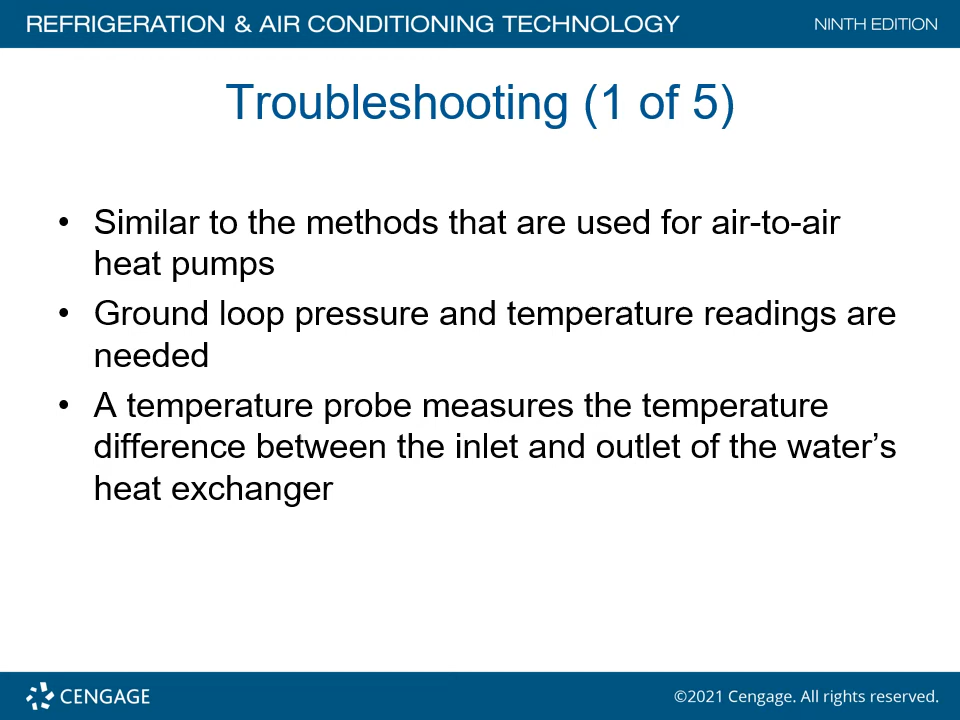 REFRIGERATION & AIR CONDITIONING TECHNOLOGY NINTH EDITION
Troubleshooting (1 of 5)
• Similar to the methods that are used for air-to-air
heat pumps
• Ground loop pressure and temperature readings are
needed
• A temperature probe measures the temperature
difference between the inlet and outlet of the water’s
heat exchanger
CENGAGE ©2021 Cengage. All rights reserved.